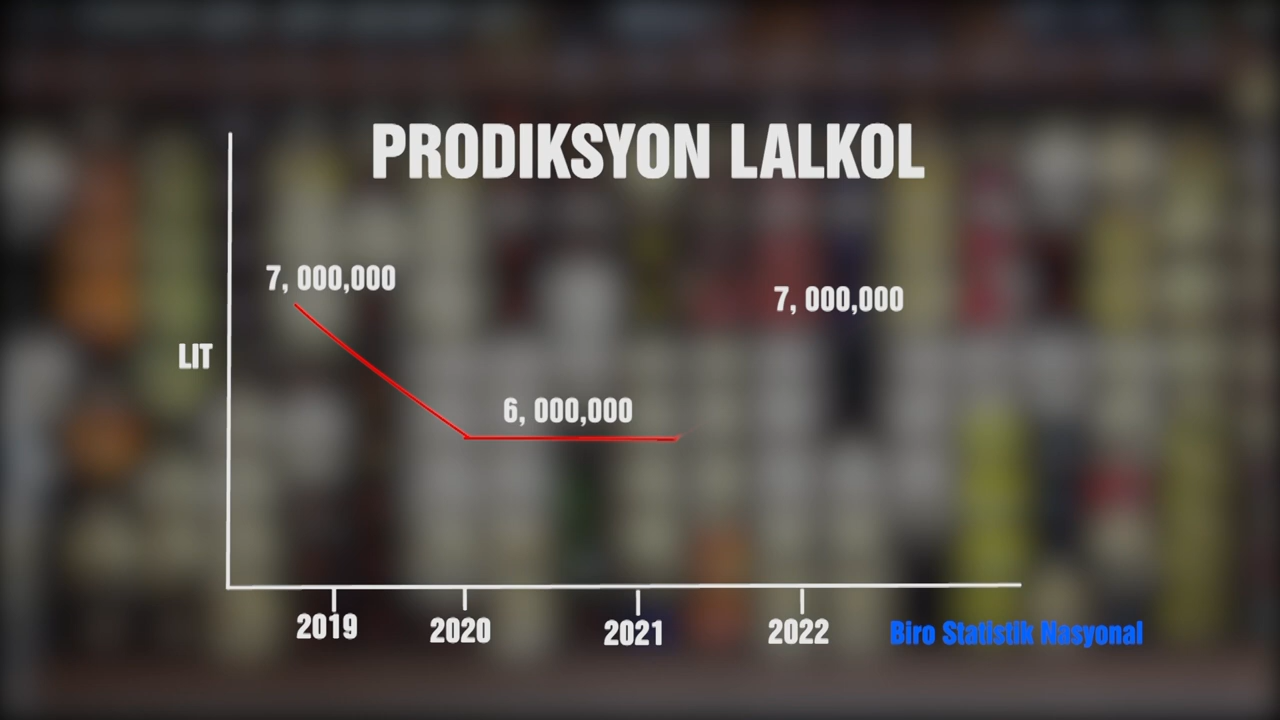 PRODIKSYON LALKOL
7, 000,000
7, 000,000
LIT
6, 000,000
2019
2020
2021
2022
Biro Statistik Nasyonal